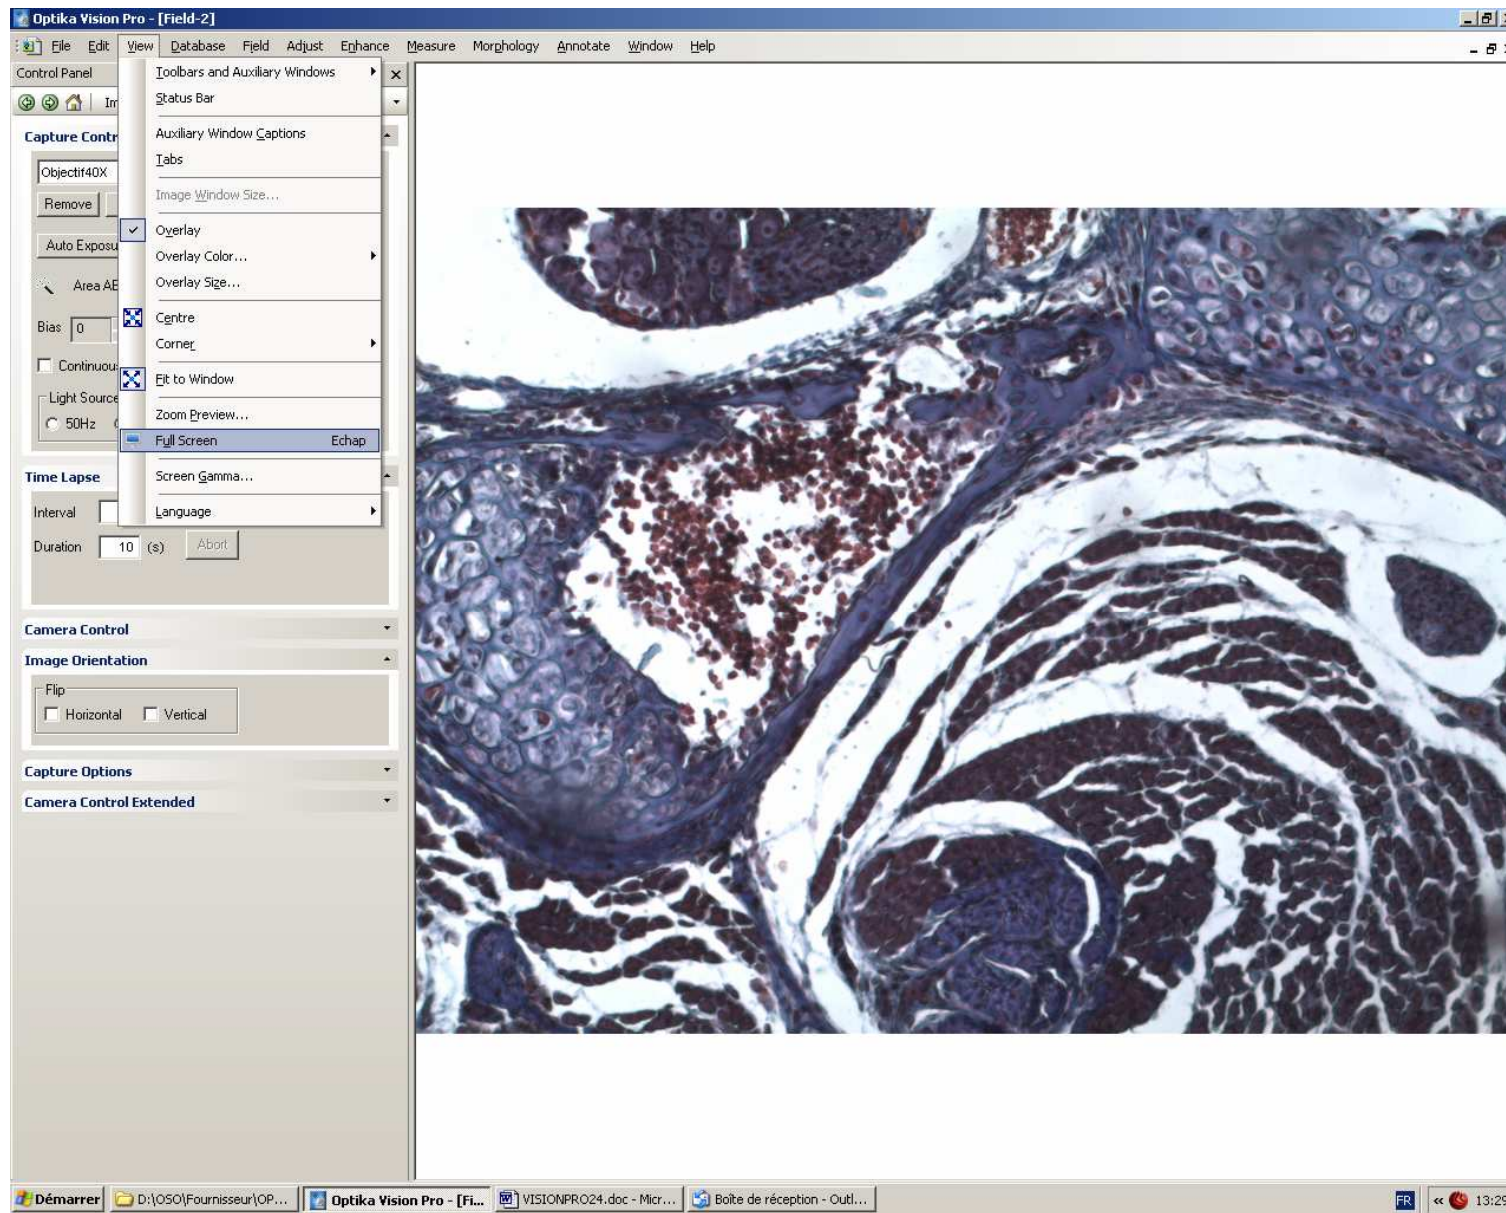 Optika Vision Pro - [Field-2]
File Edit View Database Field Adjust Enhance Measure Morphology Annotate Window Help
Control Panel
Toolbars and Auxiliary Windows
Status Bar
Auxiliary Window Captions
Tabs
Image Window Size...
Overlay
Overlay Color...
Overlay Size...
Centre
Corner
Fit to Window
Zoom Preview...
Full Screen Echap
Screen Gamma...
Language
Capture Contr
Objectif40X
Remove
Auto Exposu
Area AE
Bias 0
Continuou
Light Source
50Hz
Time Lapse
Interval
Duration 10 (s) Abort
Camera Control
Image Orientation
Flip
Horizontal Vertical
Capture Options
Camera Control Extended
Démarrer D:\OSO\Fournisseur\OP... Optika Vision Pro - [Fi... VISIONPRO24.doc - Micr... Boîte de réception - Outl... FR « 13:29